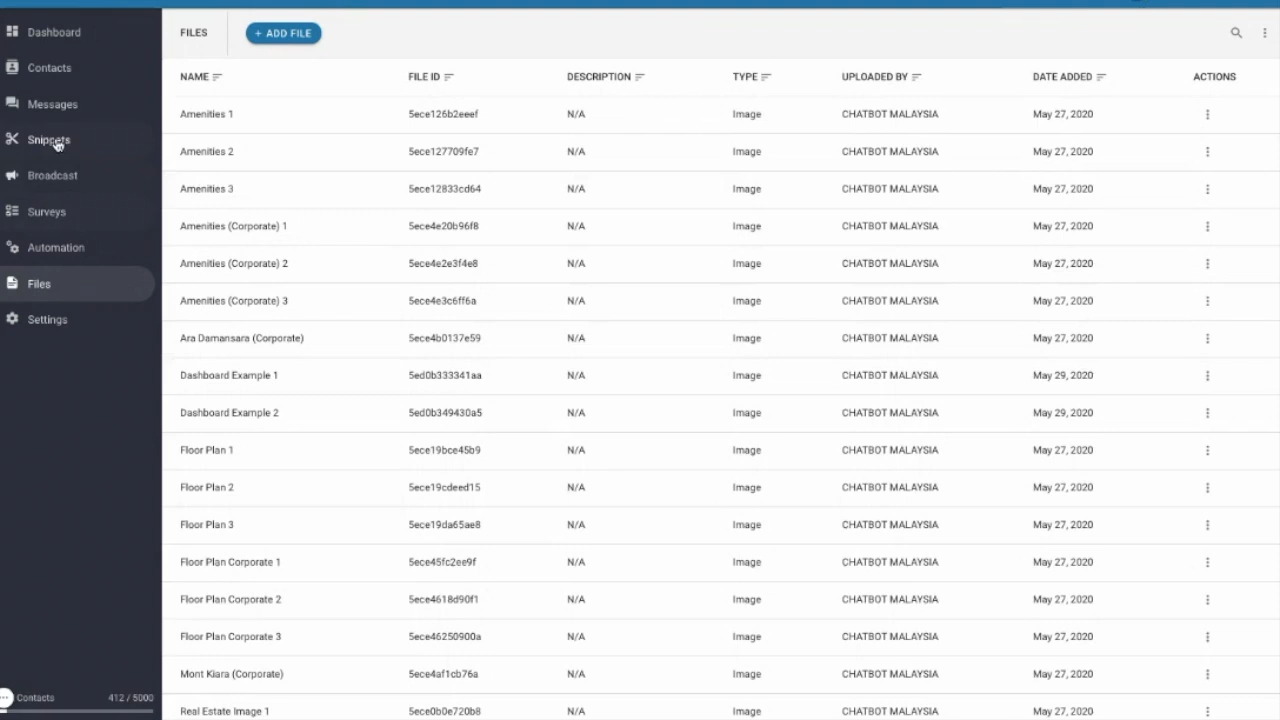 Dashboard
Contacts
Messages
Snippets
Broadcast
Surveys
Automation
Files
Settings
Contacts 412 / 5000
FILES + ADD FILE
NAME FILE ID DESCRIPTION TYPE UPLOADED BY DATE ADDED ACTIONS
Amenities 1 5ece126b2eeef N/A Image CHATBOT MALAYSIA May 27, 2020
Amenities 2 5ece127709fe7 N/A Image CHATBOT MALAYSIA May 27, 2020
Amenities 3 5ece12833cd64 N/A Image CHATBOT MALAYSIA May 27, 2020
Amenities (Corporate) 1 5ece4e20b96f8 N/A Image CHATBOT MALAYSIA May 27, 2020
Amenities (Corporate) 2 5ece4e2e3f4e8 N/A Image CHATBOT MALAYSIA May 27, 2020
Amenities (Corporate) 3 5ece4e3c6ff6a N/A Image CHATBOT MALAYSIA May 27, 2020
Ara Damansara (Corporate) 5ece4b0137e59 N/A Image CHATBOT MALAYSIA May 27, 2020
Dashboard Example 1 5ed0b333341aa N/A Image CHATBOT MALAYSIA May 29, 2020
Dashboard Example 2 5ed0b349430a5 N/A Image CHATBOT MALAYSIA May 29, 2020
Floor Plan 1 5ece19bce45b9 N/A Image CHATBOT MALAYSIA May 27, 2020
Floor Plan 2 5ece19cdeed15 N/A Image CHATBOT MALAYSIA May 27, 2020
Floor Plan 3 5ece19da65ae8 N/A Image CHATBOT MALAYSIA May 27, 2020
Floor Plan Corporate 1 5ece45fc2ee9f N/A Image CHATBOT MALAYSIA May 27, 2020
Floor Plan Corporate 2 5ece4618d90f1 N/A Image CHATBOT MALAYSIA May 27, 2020
Floor Plan Corporate 3 5ece46250900a N/A Image CHATBOT MALAYSIA May 27, 2020
Mont Kiara (Corporate) 5ece4af1cb76a N/A Image CHATBOT MALAYSIA May 27, 2020
Real Estate Image 1 5ece0b0e720b8 N/A Image CHATBOT MALAYSIA May 27, 2020